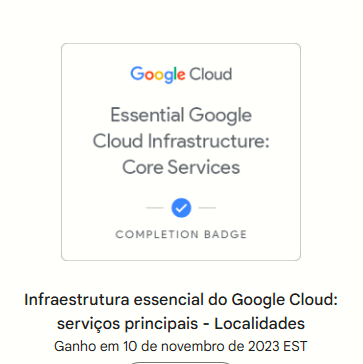 Google Cloud
Essential Google
Cloud Infrastructure:
Core Services
COMPLETION BADGE
Infraestrutura essencial do Google Cloud:
serviços principais - Localidades
Ganho em 10 de novembro de 2023 EST